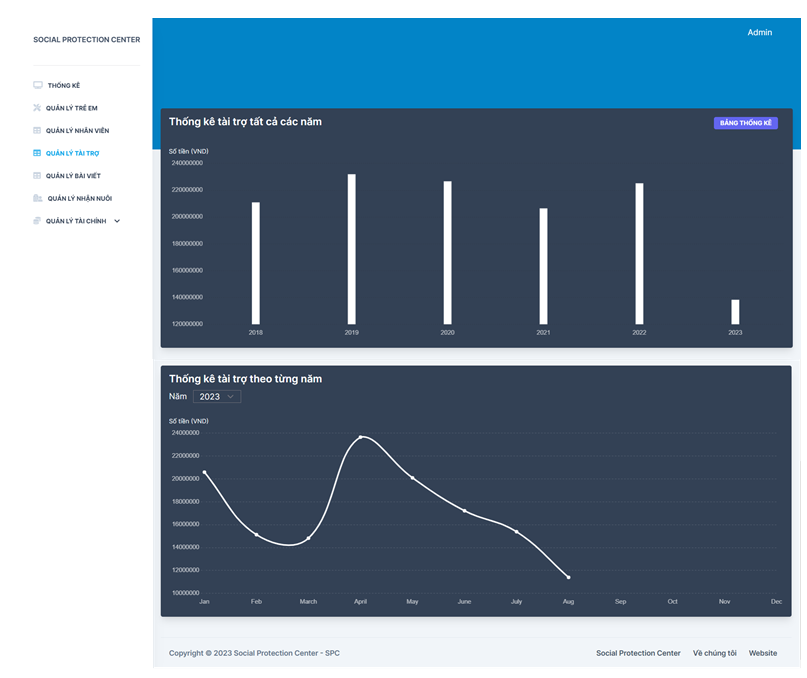 SOCIAL PROTECTION CENTER
THỐNG KÊ
QUẢN LÝ TRẺ EM
QUẢN LÝ NHÂN VIÊN
QUẢN LÝ TÀI TRỢ
QUẢN LÝ BÀI VIẾT
QUẢN LÝ NHẬN NUÔI
QUẢN LÝ TÀI CHÍNH
Admin
Thống kê tài trợ tất cả các năm
BẢNG THỐNG KÊ
Số tiền (VND)
240000000
220000000
200000000
180000000
160000000
140000000
120000000
2018 2019 2020 2021 2022 2023
Thống kê tài trợ theo từng năm
Năm 2023
Số tiền (VND)
24000000
22000000
20000000
18000000
16000000
14000000
12000000
10000000
Jan Feb March April May June July Aug Sep Oct Nov Dec
Copyright © 2023 Social Protection Center - SPC
Social Protection Center Về chúng tôi Website